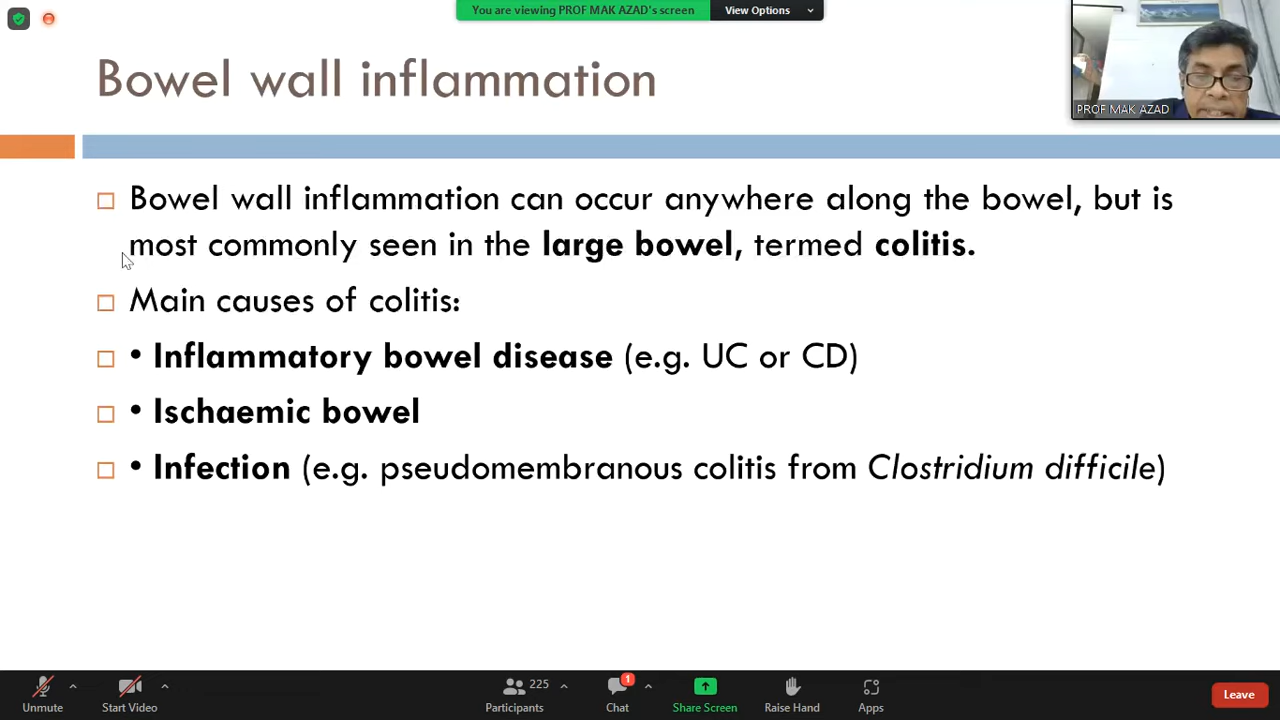 You are viewing PROF MAK AZAD's screen
View Options
Bowel wall inflammation
PROF MAK AZAD
Bowel wall inflammation can occur anywhere along the bowel, but is
most commonly seen in the large bowel, termed colitis.
Main causes of colitis:
• Inflammatory bowel disease (e.g. UC or CD)
• Ischaemic bowel
• Infection (e.g. pseudomembranous colitis from Clostridium difficile)
225
1
Unmute
Start Video
Participants
Chat
Share Screen
Raise Hand
Apps
Leave